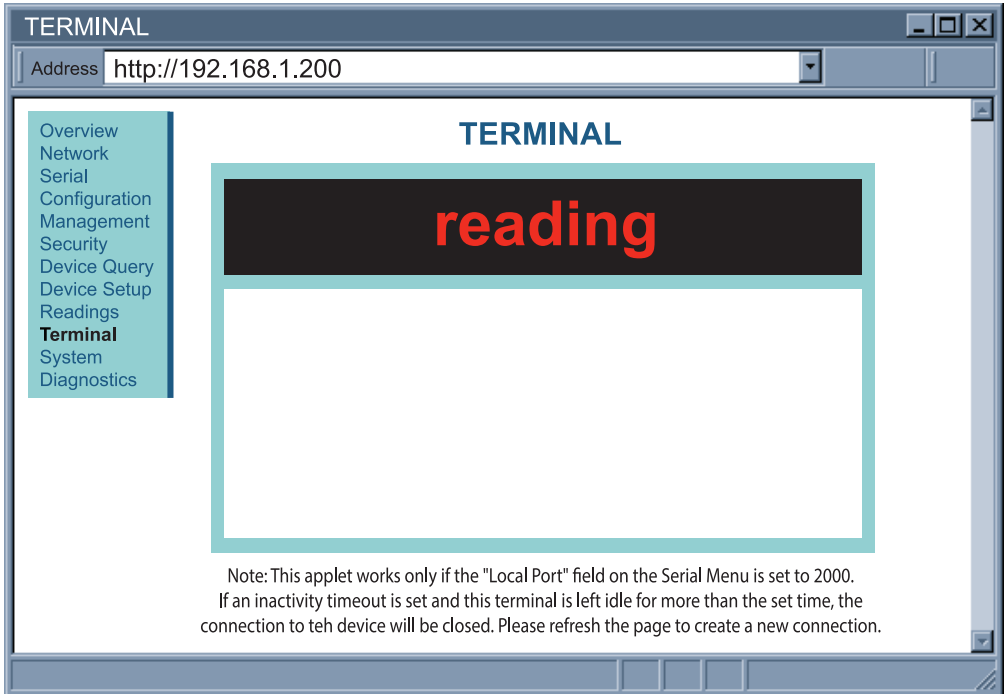 TERMINAL
Address http://192.168.1.200
Overview
Network
Serial
Configuration
Management
Security
Device Query
Device Setup
Readings
Terminal
System
Diagnostics
TERMINAL
reading
Note: This applet works only if the "Local Port" field on the Serial Menu is set to 2000.
If an inactivity timeout is set and this terminal is left idle for more than the set time, the
connection to teh device will be closed. Please refresh the page to create a new connection.